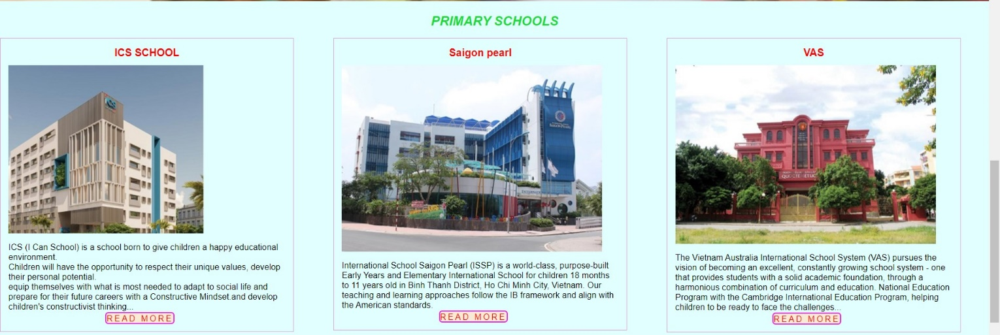 PRIMARY SCHOOLS
ICS SCHOOL
ICS
ICS (I Can School) is a school born to give children a happy educational
environment.
Children will have the opportunity to respect their unique values, develop
their personal potential.
equip themselves with what is most needed to adapt to social life and
prepare for their future careers with a Constructive Mindset.and develop
children's constructivist thinking...
READ MORE
Saigon pearl
SAIGON PEARL
International School Saigon Pearl (ISSP) is a world-class, purpose-built
Early Years and Elementary International School for children 18 months
to 11 years old in Binh Thanh District, Ho Chi Minh City, Vietnam. Our
teaching and learning approaches follow the IB framework and align with
the American standards.
READ MORE
VAS
The Vietnam Australia International School System (VAS) pursues the
vision of becoming an excellent, constantly growing school system - one
that provides students with a solid academic foundation, through a
harmonious combination of curriculum and education. National Education
Program with the Cambridge International Education Program, helping
children to be ready to face the challenges...
READ MORE